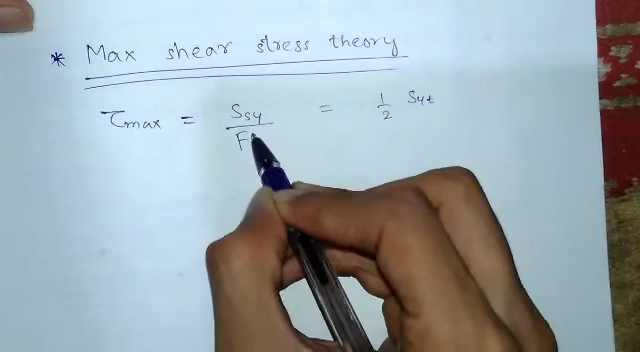 * Max shear stress theory
τmax = Ssy / F = 1/2 Syt